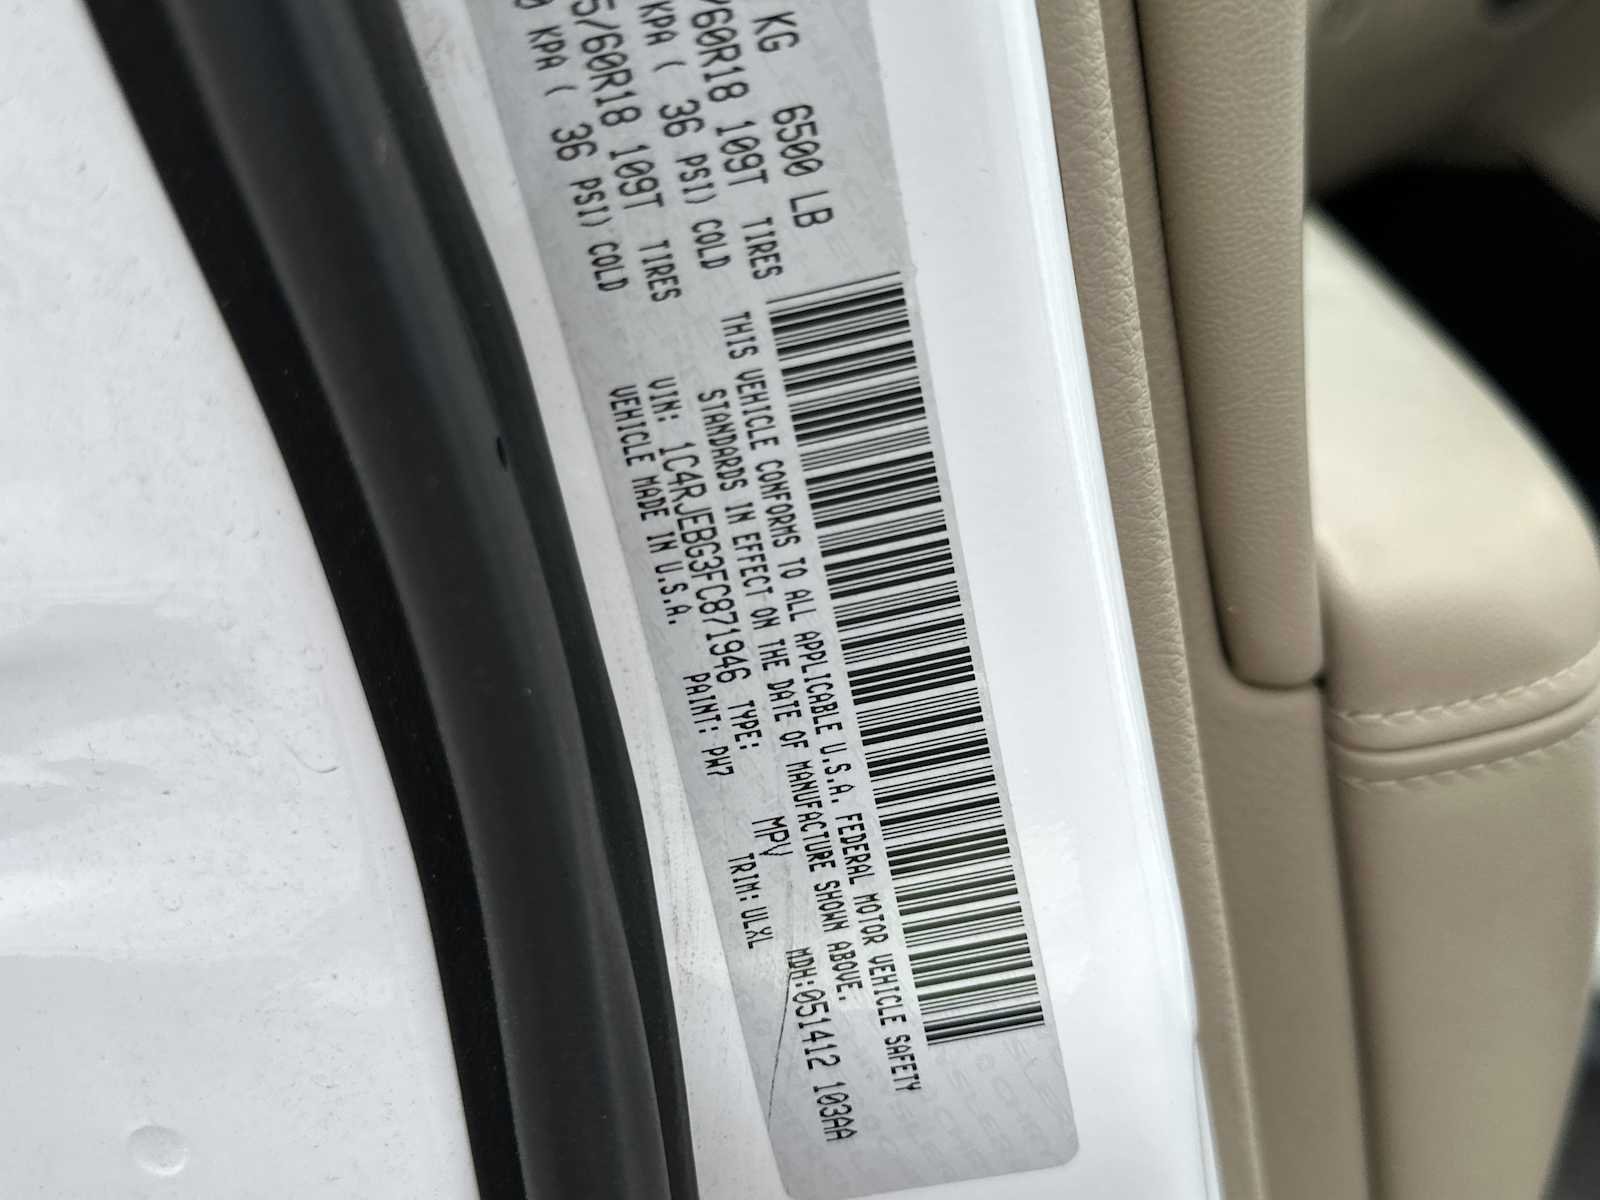 KG 6500 LB
/60R18 109T TIRES
KPA ( 36 PSI) COLD
5/60R18 109T TIRES
0 KPA ( 36 PSI) COLD
THIS VEHICLE CONFORMS TO ALL APPLICABLE U.S.A. FEDERAL MOTOR VEHICLE SAFETY
STANDARDS IN EFFECT ON THE DATE OF MANUFACTURE SHOWN ABOVE.
VIN: 1C4RJEBG3FC871946 TYPE: MPV MDH:051412 103AA
VEHICLE MADE IN U.S.A. PAINT: PW7 TRIM:ULXL